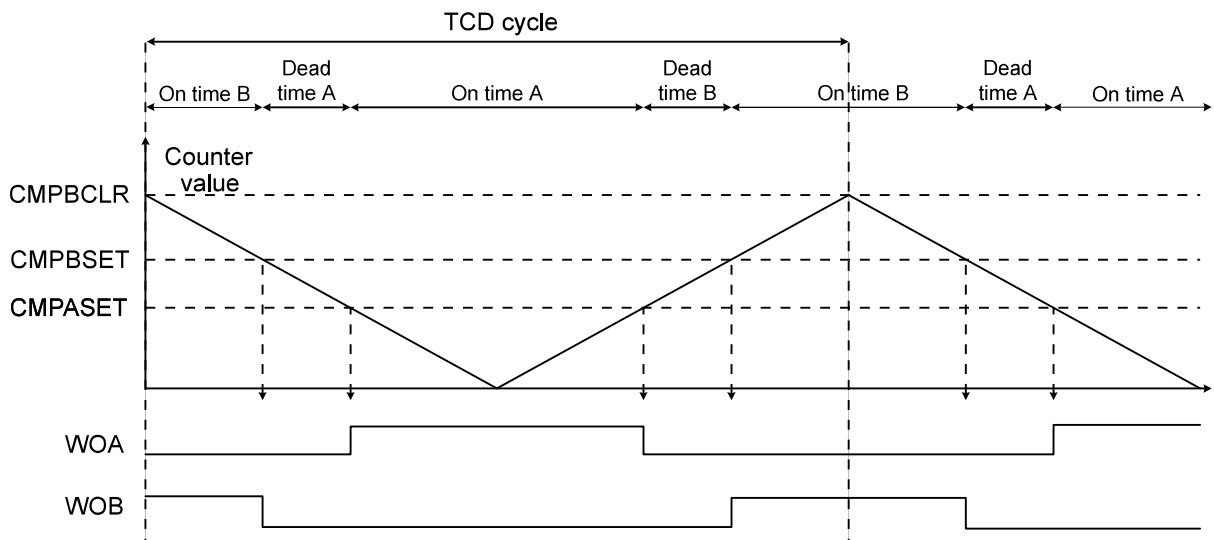 TCD cycle
On time B
Dead
time A
On time A
Dead
time B
On time B
Dead
time A
On time A
Counter
value
CMPBCLR
CMPBSET
CMPASET
WOA
WOB